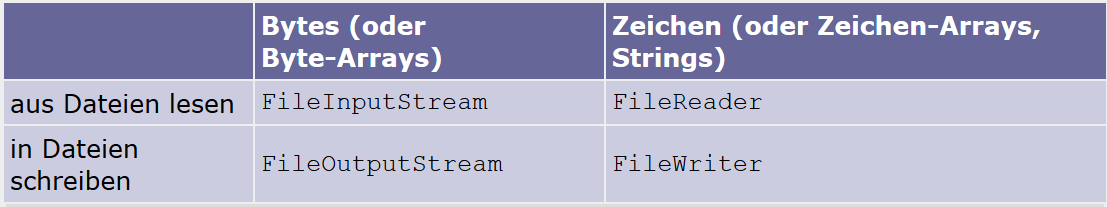 Bytes (oder
Byte-Arrays)
Zeichen (oder Zeichen-Arrays,
Strings)
aus Dateien lesen
FileInputStream
FileReader
in Dateien
schreiben
FileOutputStream
FileWriter